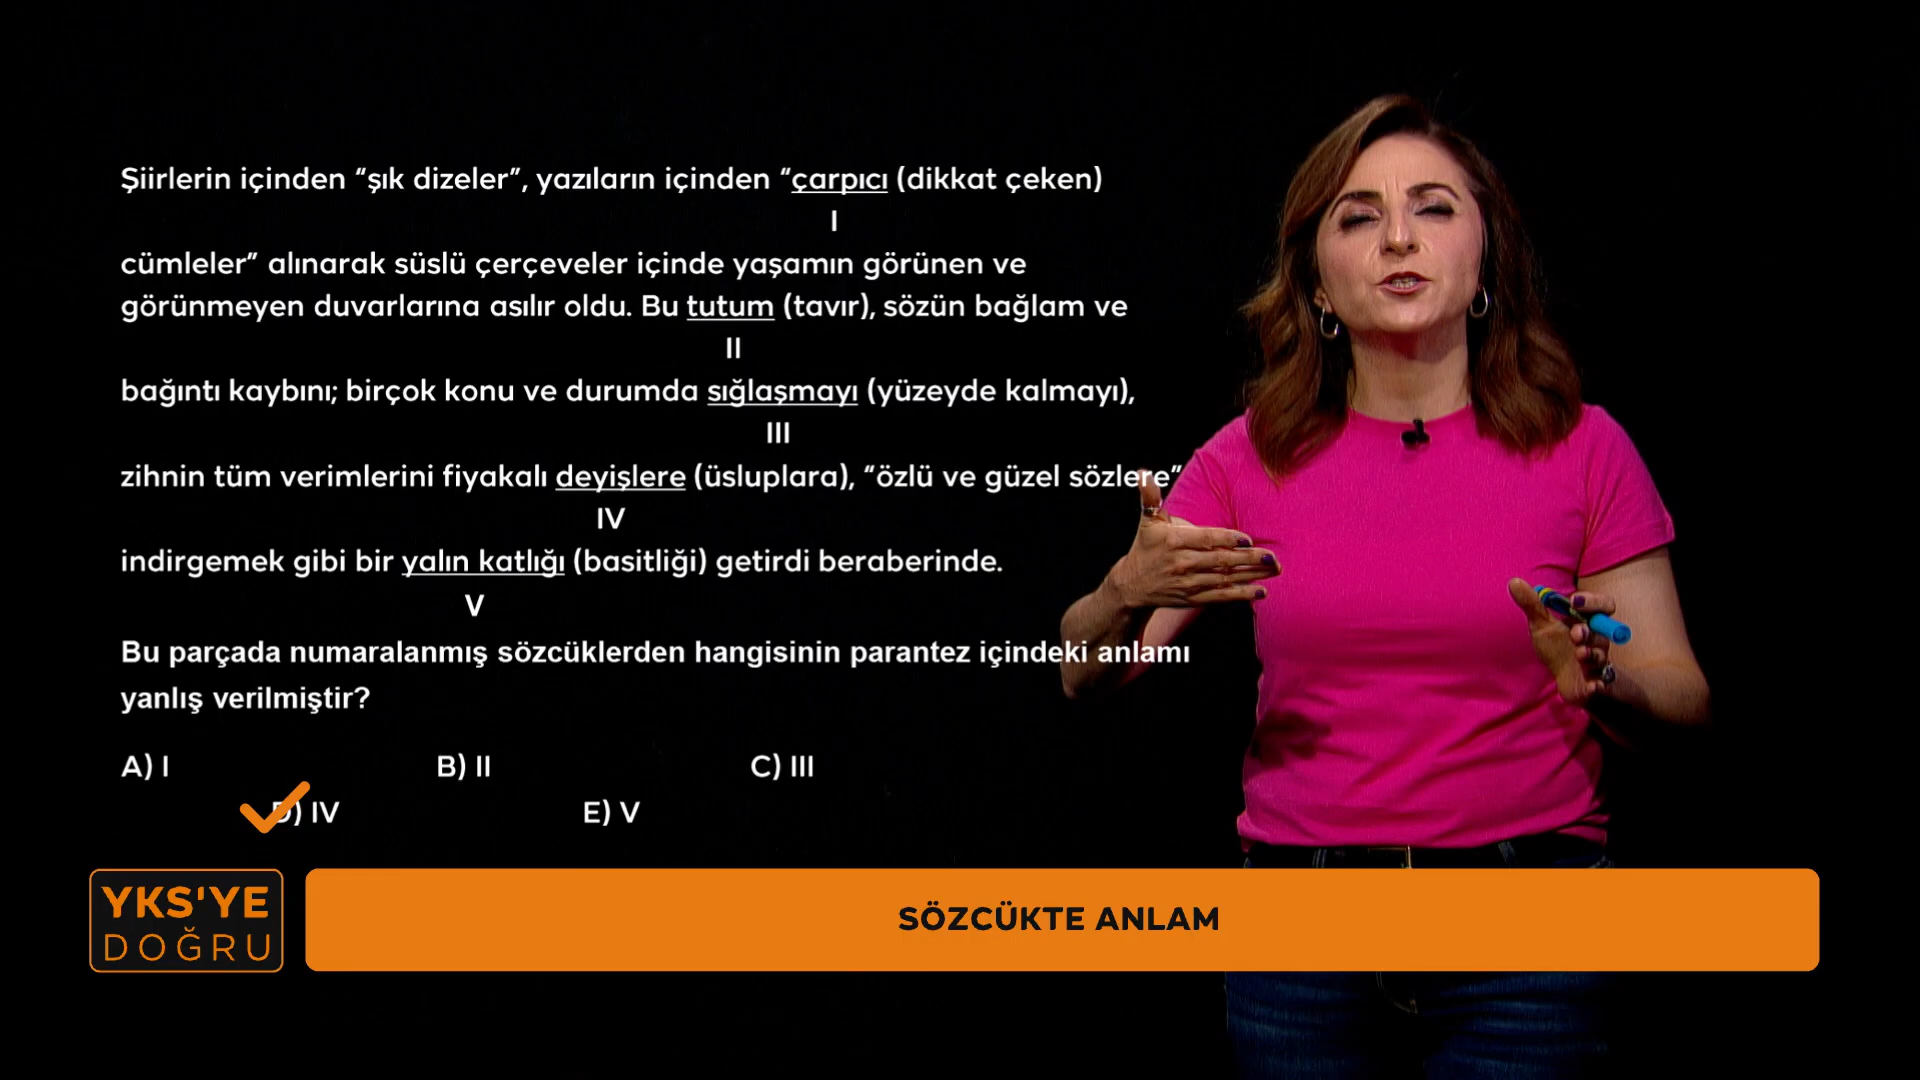 Şiirlerin içinden “şık dizeler”, yazıların içinden “çarpıcı (dikkat çeken)
I
cümleler” alınarak süslü çerçeveler içinde yaşamın görünen ve
görünmeyen duvarlarına asılır oldu. Bu tutum (tavır), sözün bağlam ve
II
bağıntı kaybını; birçok konu ve durumda sığlaşmayı (yüzeyde kalmayı),
III
zihnin tüm verimlerini fiyakalı deyişlere (üsluplara), “özlü ve güzel sözlere”
IV
indirgemek gibi bir yalın katlığı (basitliği) getirdi beraberinde.
V
Bu parçada numaralanmış sözcüklerden hangisinin parantez içindeki anlamı
yanlış verilmiştir?
A) I B) II C) III
D) IV E) V
YKS'YE
DOĞRU
SÖZCÜKTE ANLAM